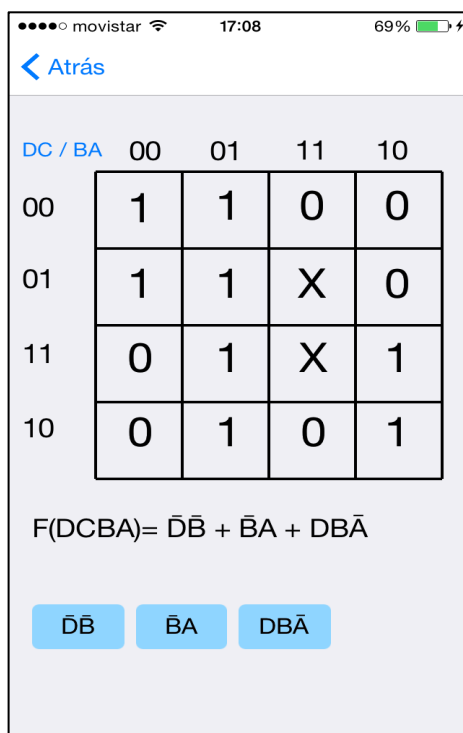 movistar 17:08 69%
Atrás
DC / BA 00 01 11 10
00 1 1 0 0
01 1 1 X 0
11 0 1 X 1
10 0 1 0 1
F(DCBA)= D̄B̄ + B̄A + DBĀ
D̄B̄ B̄A DBĀ